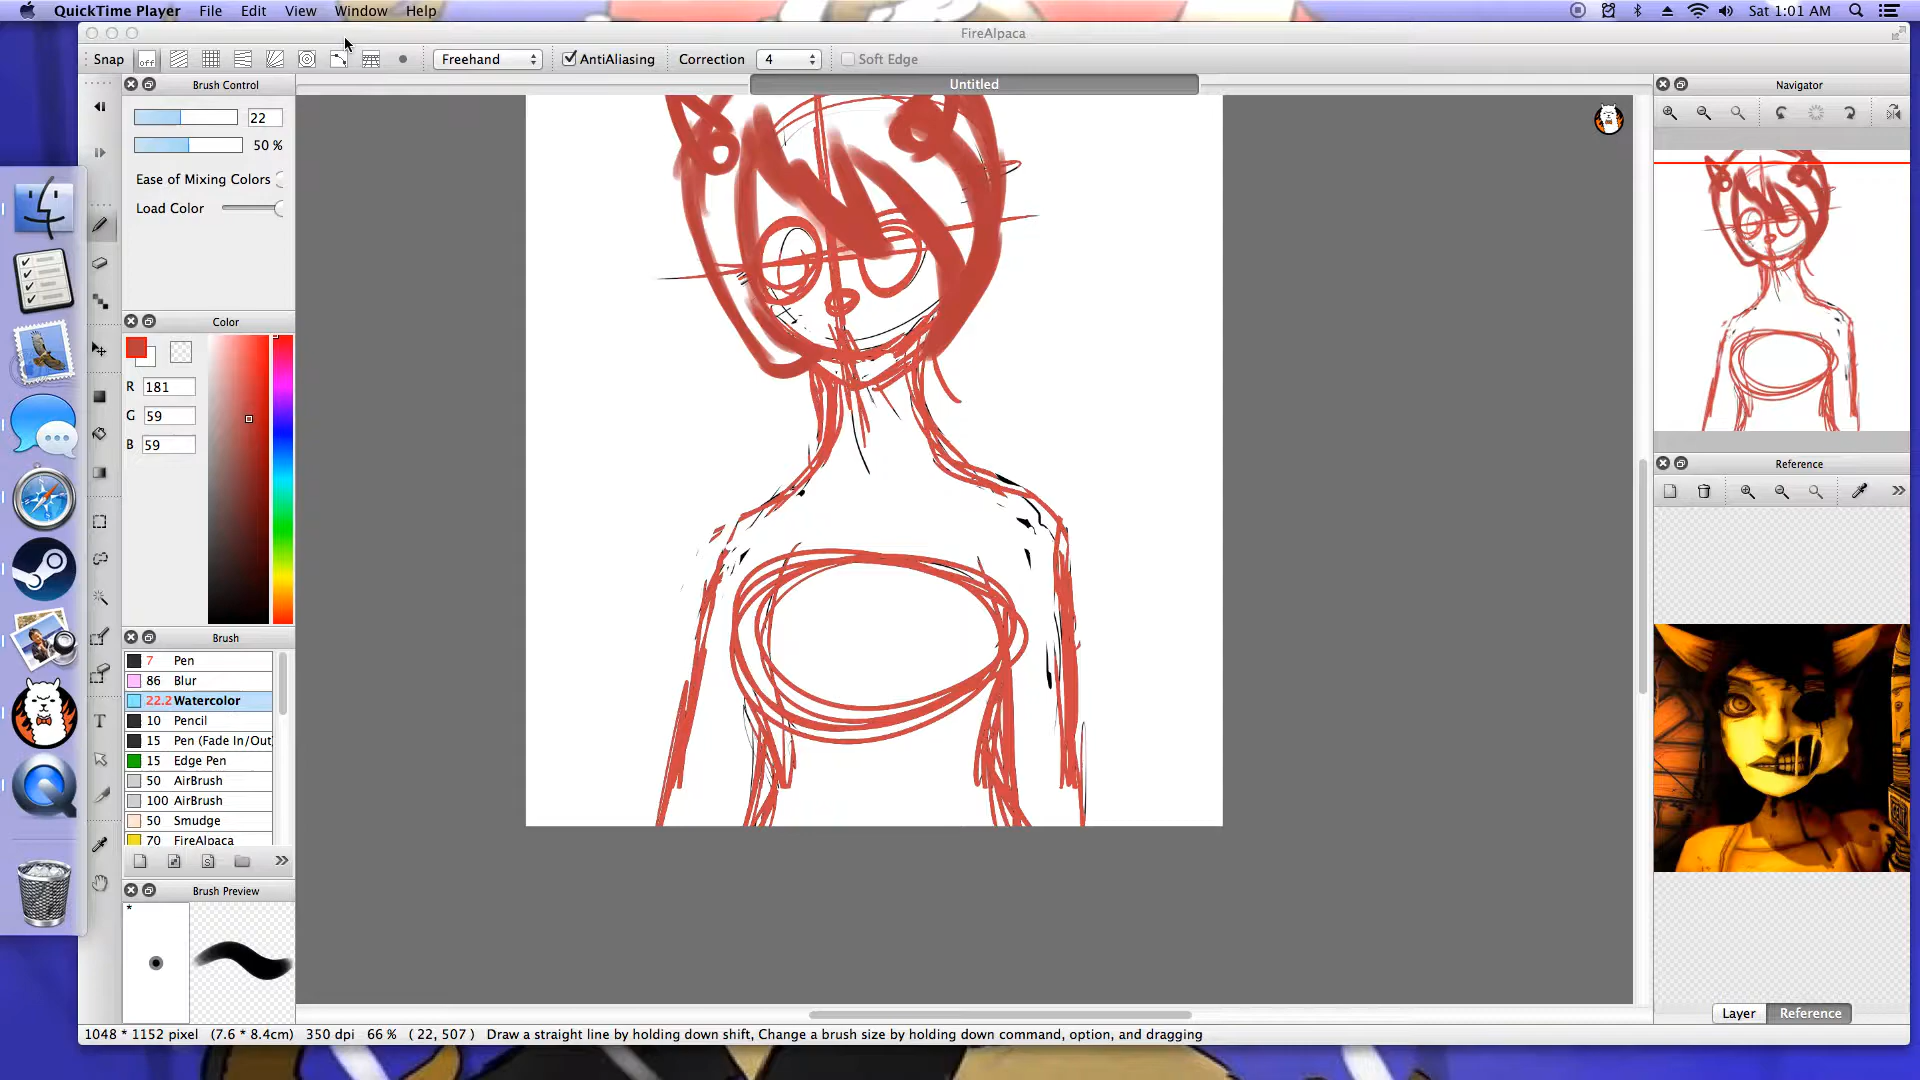 QuickTime Player File Edit View Window Help Sat 1:01 AM
FireAlpaca
Snap off Freehand AntiAliasing Correction 4 Soft Edge
Untitled
Brush Control
22
50 %
Ease of Mixing Colors
Load Color
Color
R 181
G 59
B 59
Brush
7 Pen
86 Blur
22.2 Watercolor
10 Pencil
15 Pen (Fade In/Out
15 Edge Pen
50 AirBrush
100 AirBrush
50 Smudge
70 FireAlpaca
S
Brush Preview
*
T
Navigator
Reference
Layer Reference
1048 * 1152 pixel (7.6 * 8.4cm) 350 dpi 66 % ( 22, 507 ) Draw a straight line by holding down shift, Change a brush size by holding down command, option, and dragging